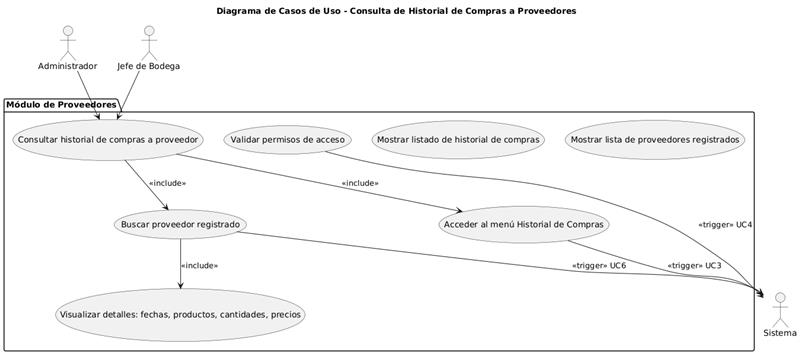 Diagrama de Casos de Uso - Consulta de Historial de Compras a Proveedores
Administrador
Jefe de Bodega
Módulo de Proveedores
Consultar historial de compras a proveedor
Validar permisos de acceso
Mostrar listado de historial de compras
Mostrar lista de proveedores registrados
«include»
«include»
Buscar proveedor registrado
Acceder al menú Historial de Compras
«trigger» UC4
«include»
«trigger» UC6
«trigger» UC3
Visualizar detalles: fechas, productos, cantidades, precios
Sistema